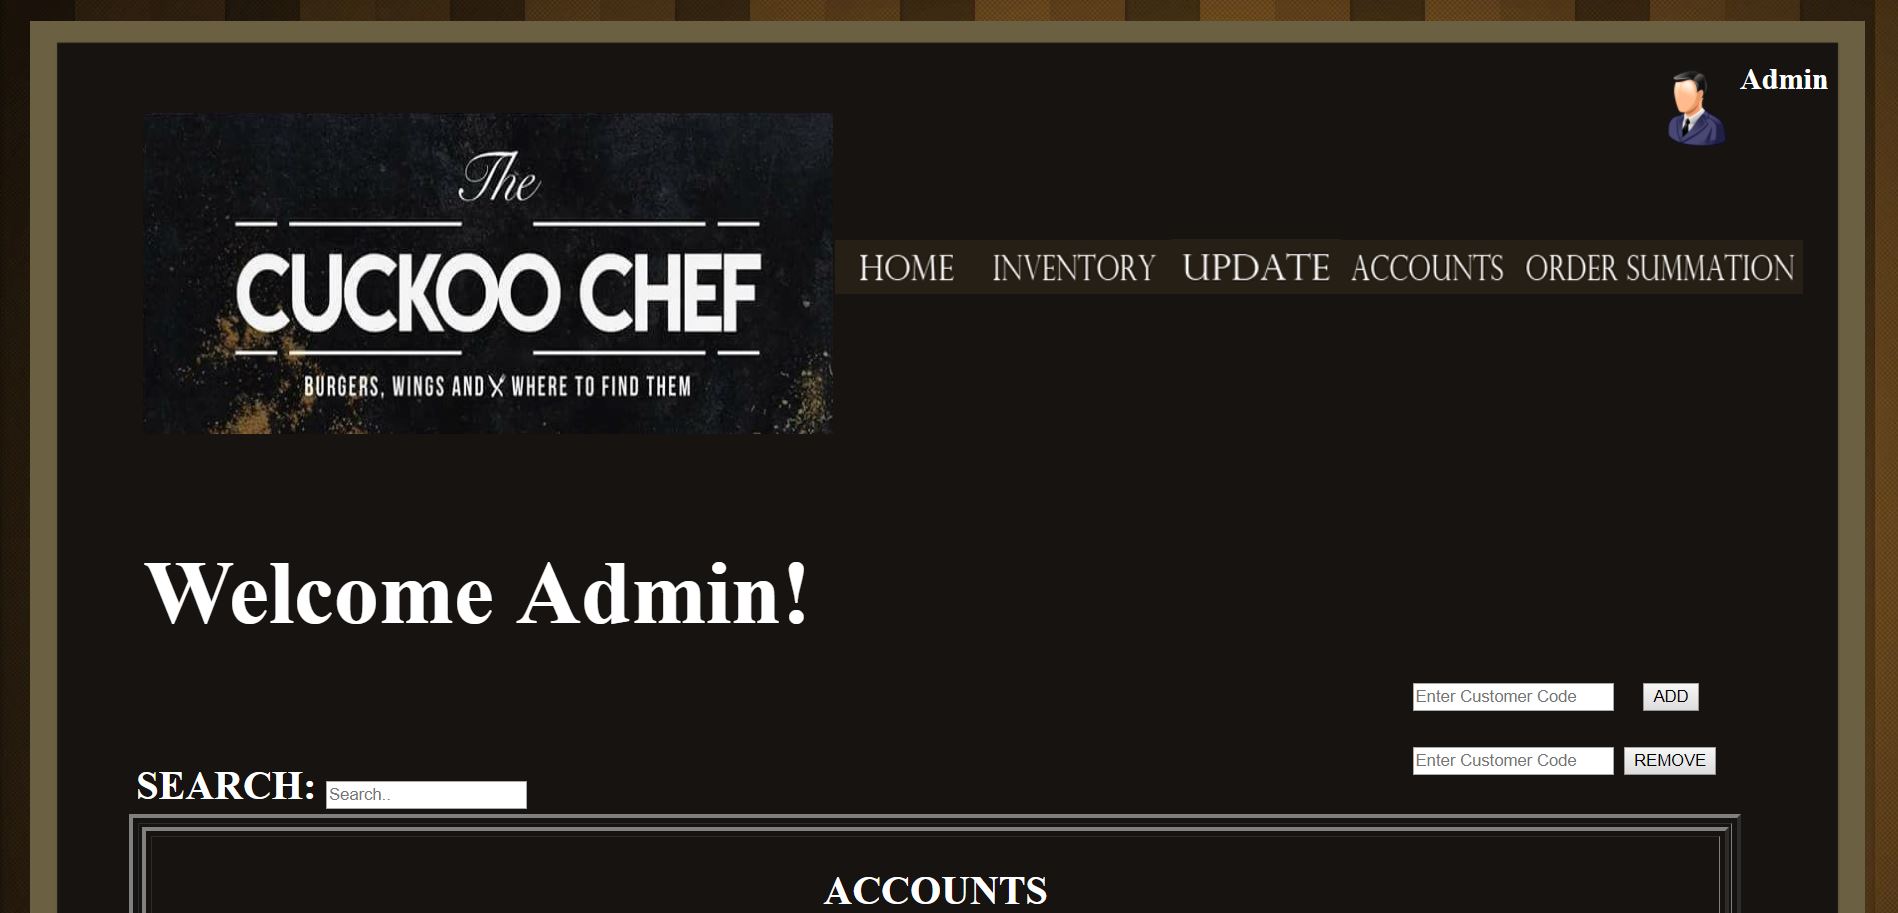 Admin
The
CUCKOO CHEF
BURGERS, WINGS AND WHERE TO FIND THEM
HOME INVENTORY UPDATE ACCOUNTS ORDER SUMMATION
Welcome Admin!
Enter Customer Code ADD
Enter Customer Code REMOVE
SEARCH: Search..
ACCOUNTS